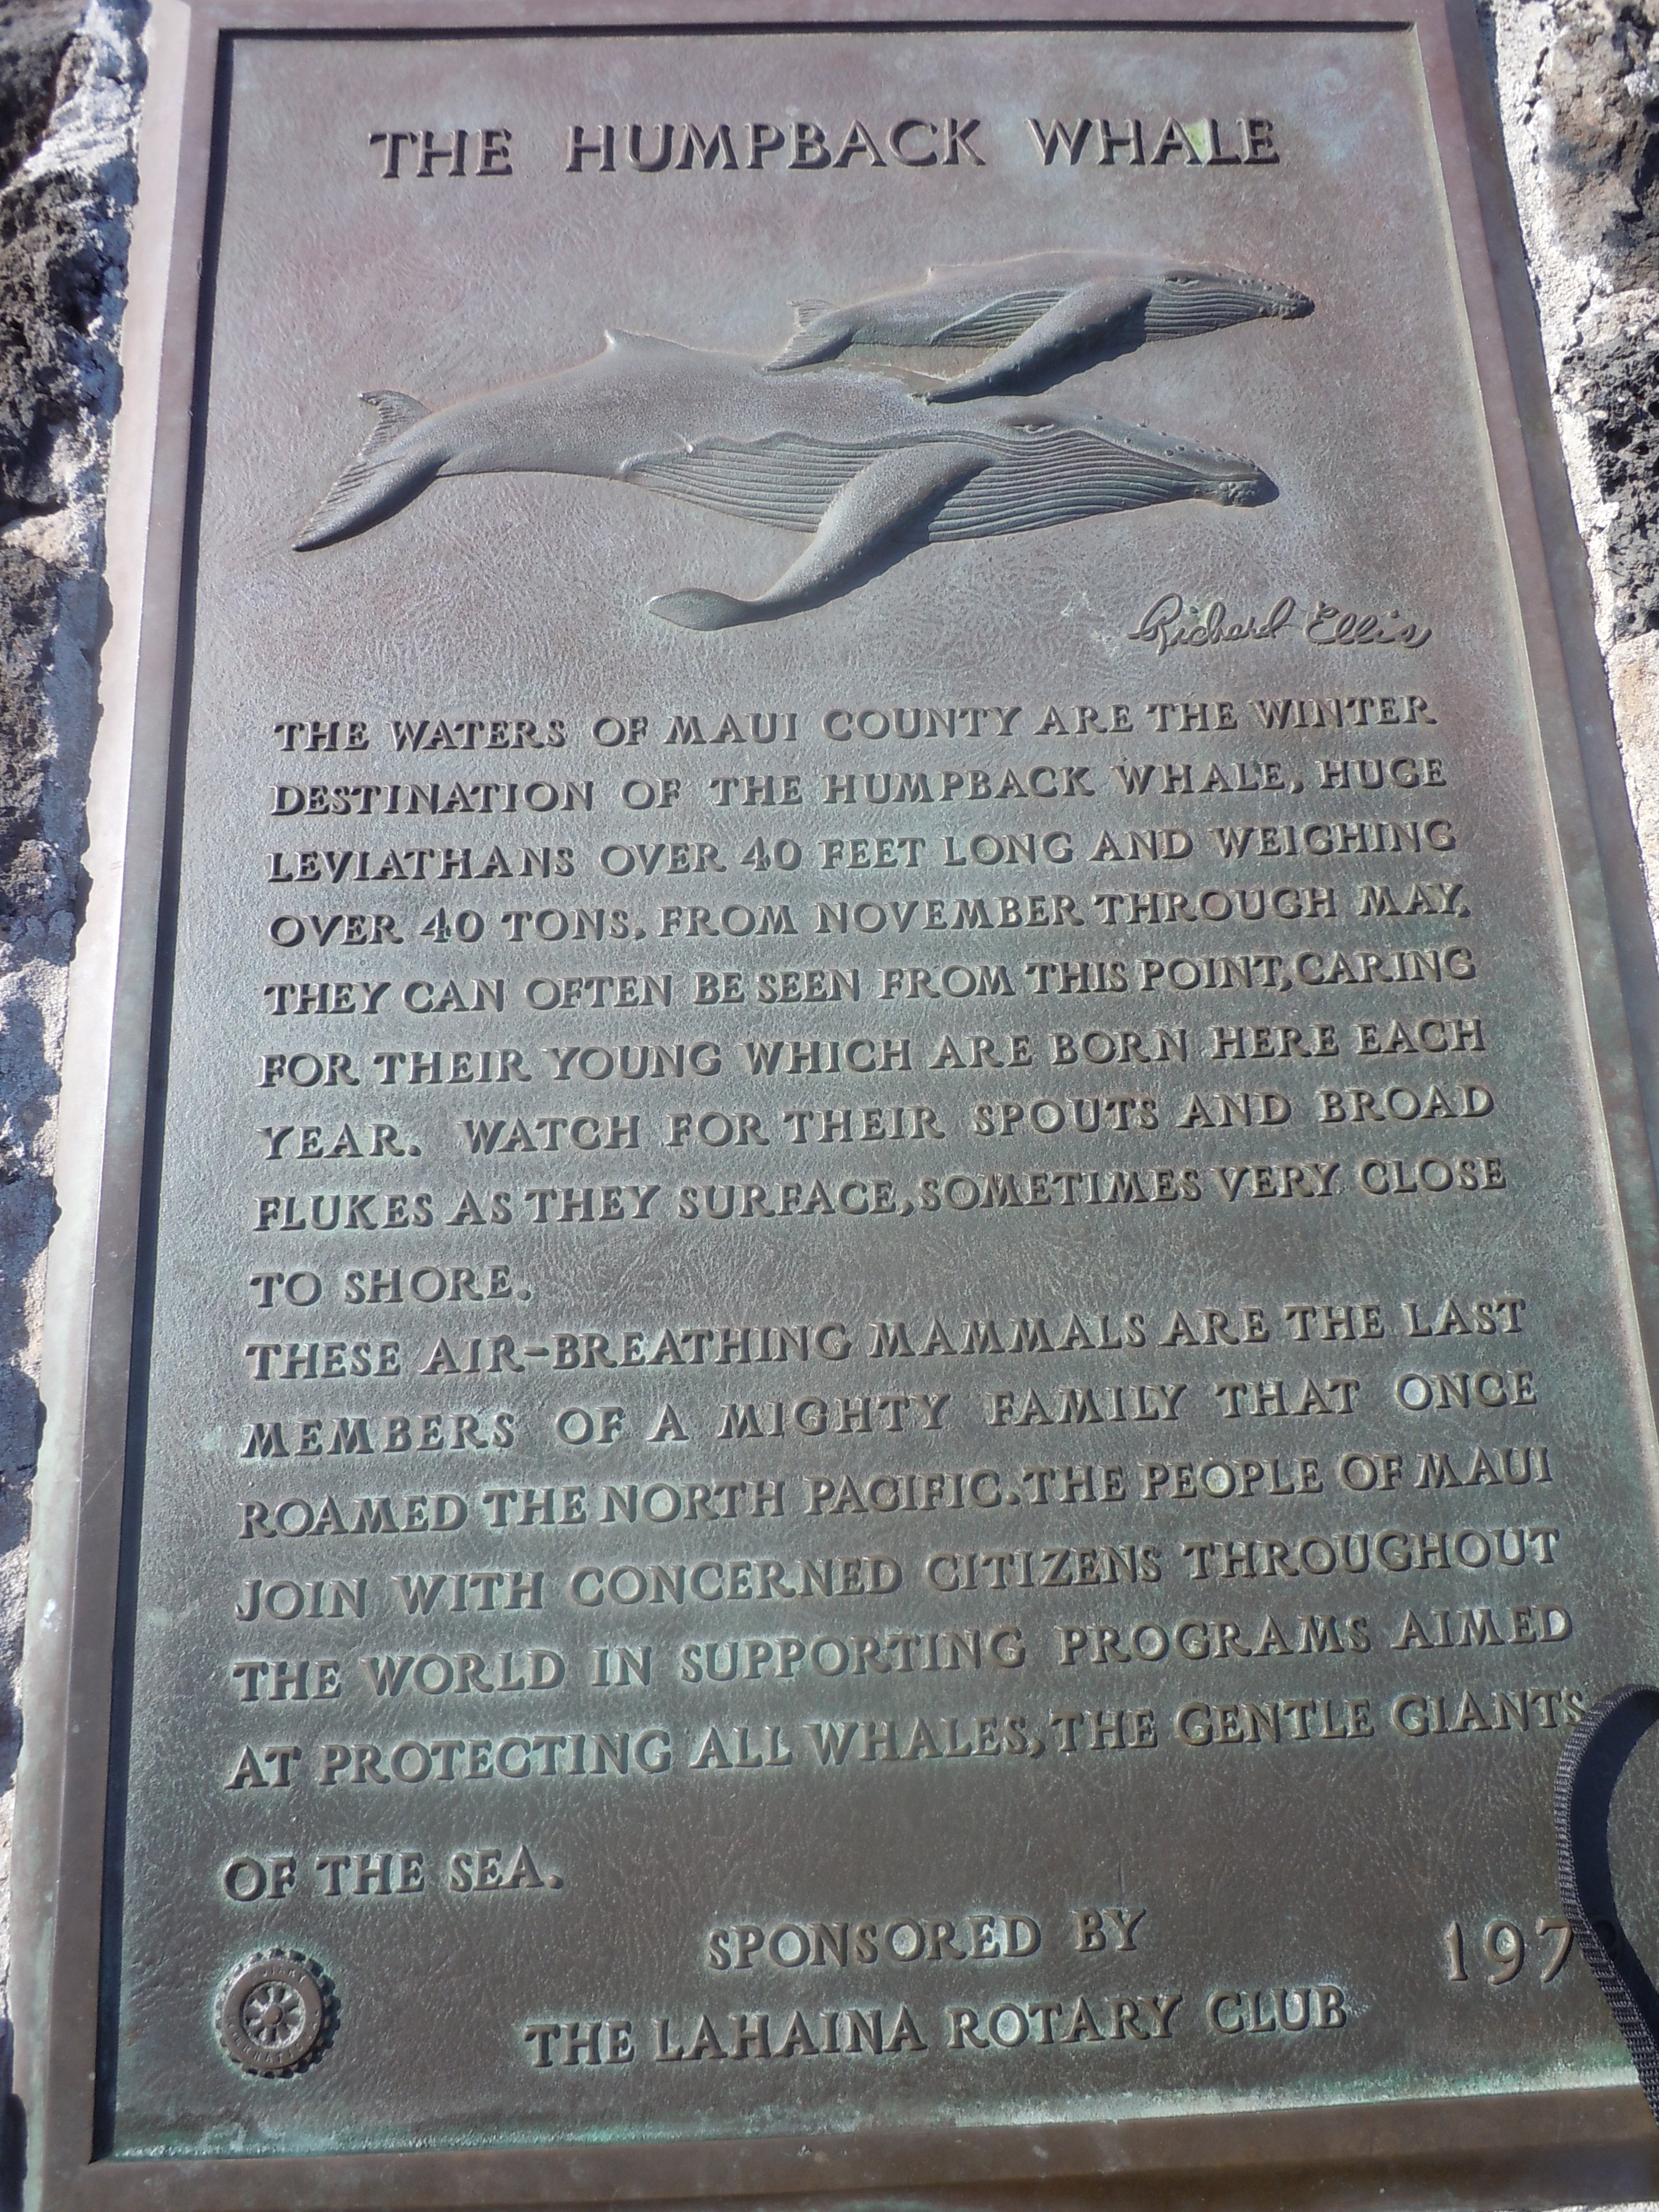 THE HUMPBACK WHALE
Richard Ellis
THE WATERS OF MAUI COUNTY ARE THE WINTER
DESTINATION OF THE HUMPBACK WHALE, HUGE
LEVIATHANS OVER 40 FEET LONG AND WEIGHING
OVER 40 TONS. FROM NOVEMBER THROUGH MAY,
THEY CAN OFTEN BE SEEN FROM THIS POINT, CARING
FOR THEIR YOUNG WHICH ARE BORN HERE EACH
YEAR. WATCH FOR THEIR SPOUTS AND BROAD
FLUKES AS THEY SURFACE, SOMETIMES VERY CLOSE
TO SHORE.
THESE AIR-BREATHING MAMMALS ARE THE LAST
MEMBERS OF A MIGHTY FAMILY THAT ONCE
ROAMED THE NORTH PACIFIC. THE PEOPLE OF MAUI
JOIN WITH CONCERNED CITIZENS THROUGHOUT
THE WORLD IN SUPPORTING PROGRAMS AIMED
AT PROTECTING ALL WHALES, THE GENTLE GIANTS
OF THE SEA.
SPONSORED BY
THE LAHAINA ROTARY CLUB